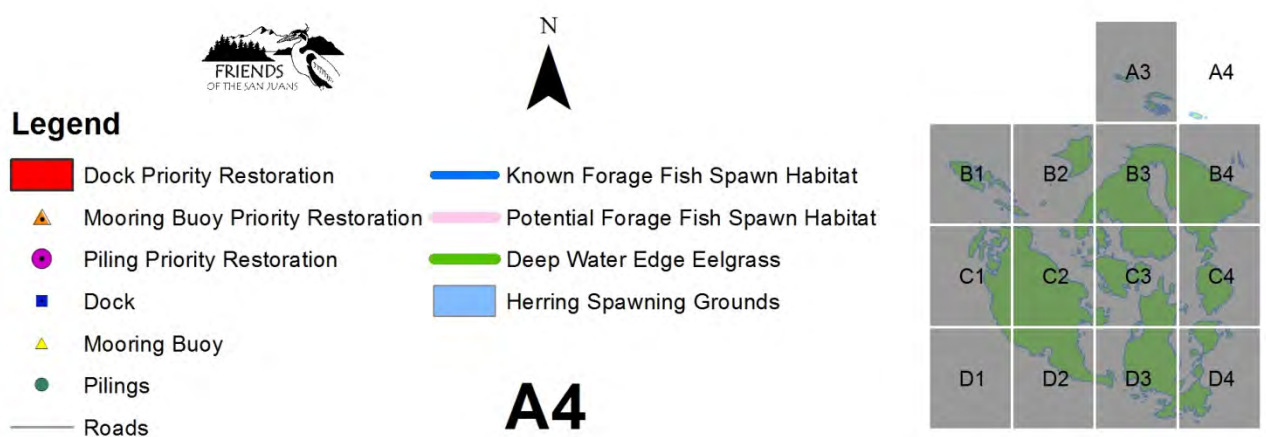 FRIENDS
OF THE SAN JUANS
N
Legend
Dock Priority Restoration
Mooring Buoy Priority Restoration
Piling Priority Restoration
Dock
Mooring Buoy
Pilings
Roads
Known Forage Fish Spawn Habitat
Potential Forage Fish Spawn Habitat
Deep Water Edge Eelgrass
Herring Spawning Grounds
A4
A3 A4
B1 B2 B3 B4
C1 C2 C3 C4
D1 D2 D3 D4